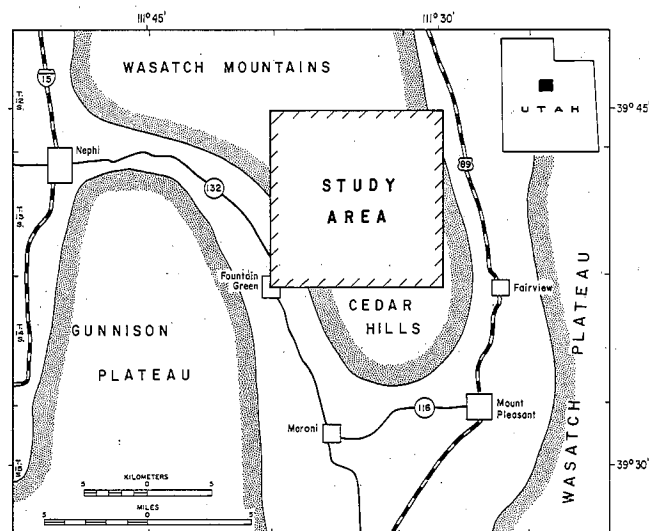 111° 45'
111° 30'
WASATCH MOUNTAINS
15
UTAH
39° 45'
Nephi
132
STUDY
AREA
89
Fountain
Green
Fairview
CEDAR
HILLS
GUNNISON
PLATEAU
WASATCH PLATEAU
Moroni
116
Mount
Pleasant
39° 30'
KILOMETERS
5 0 5
MILES
5 0 5